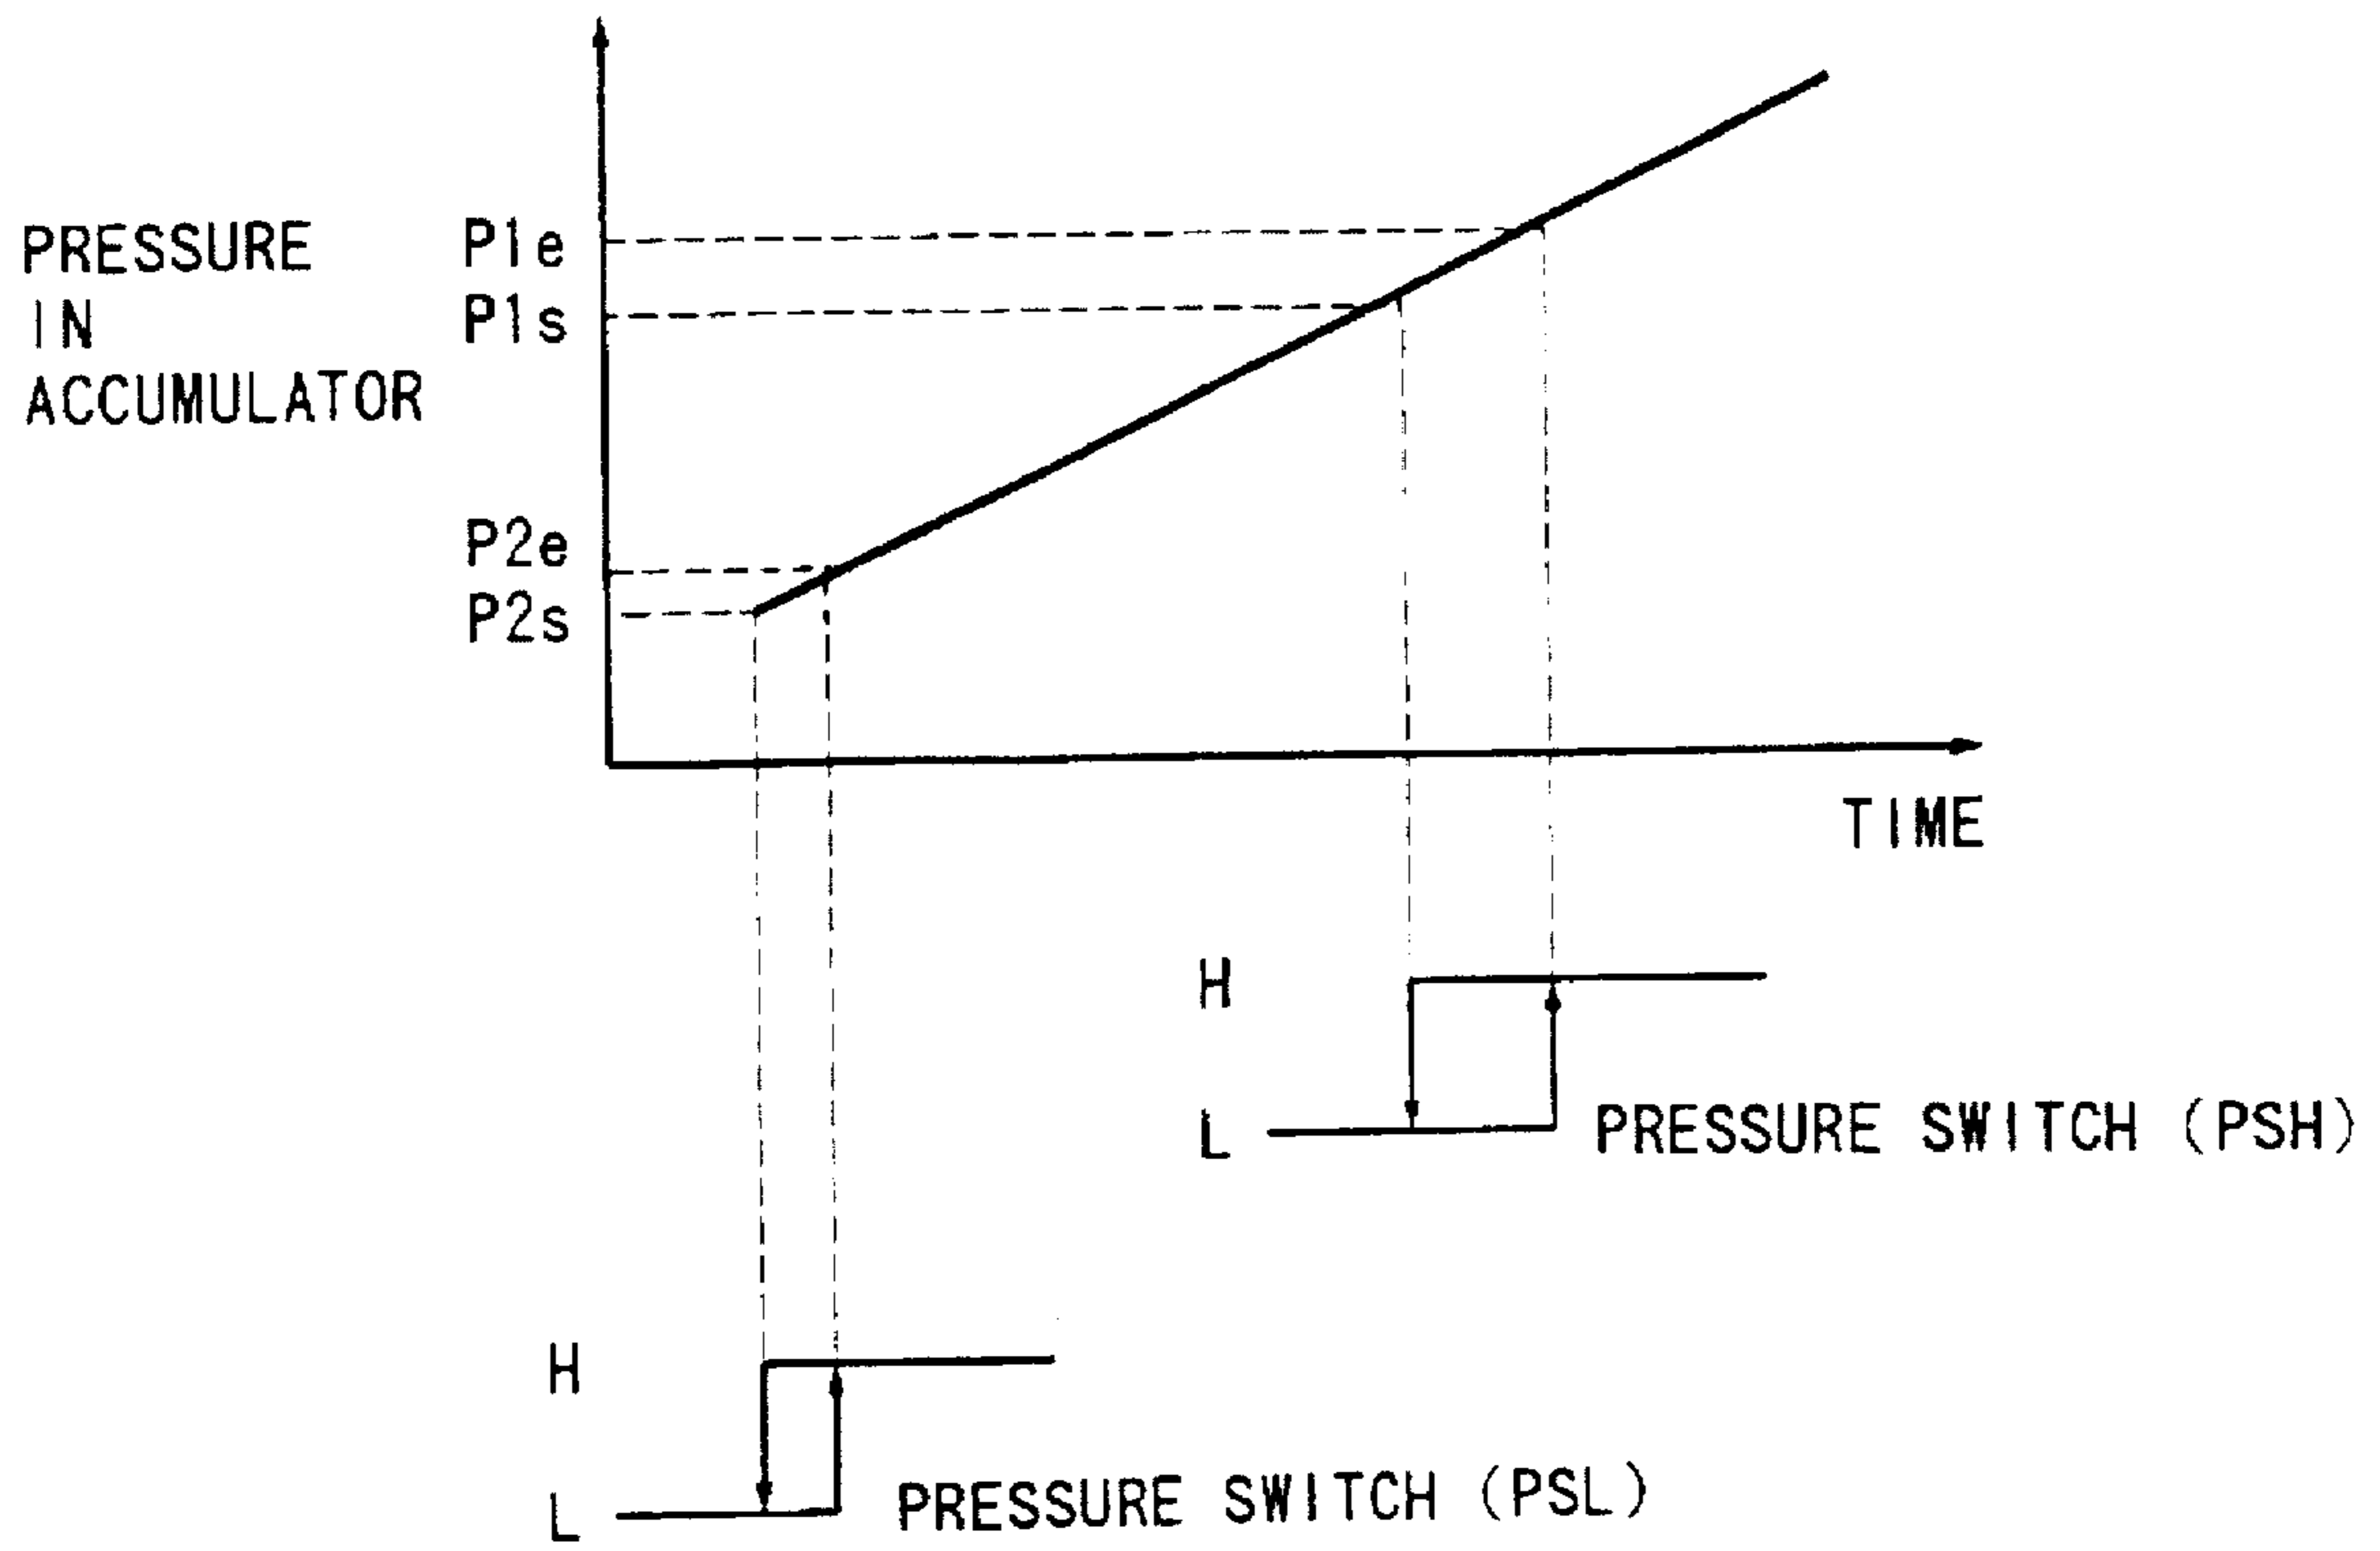 PRESSURE
IN
ACCUMULATOR
P1e
P1s
P2e
P2s
TIME
H
L
PRESSURE SWITCH (PSH)
H
L
PRESSURE SWITCH (PSL)